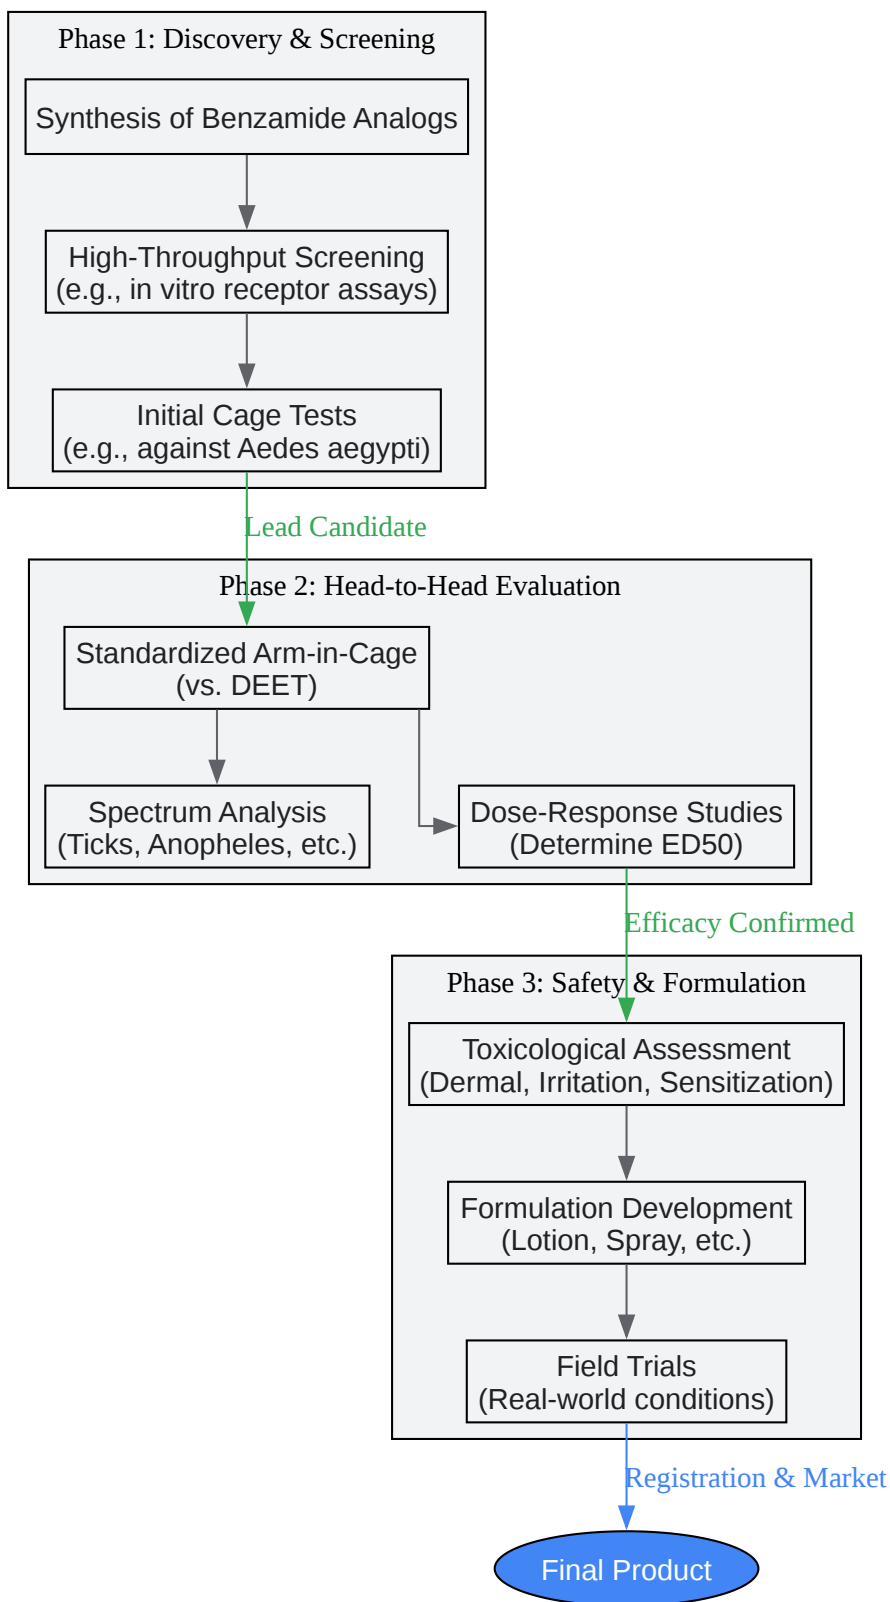 Phase 1: Discovery & Screening
Synthesis of Benzamide Analogs
High-Throughput Screening
(e.g., in vitro receptor assays)
Initial Cage Tests
(e.g., against Aedes aegypti)
Lead Candidate
Phase 2: Head-to-Head Evaluation
Standardized Arm-in-Cage
(vs. DEET)
Spectrum Analysis
(Ticks, Anopheles, etc.)
Dose-Response Studies
(Determine ED50)
Efficacy Confirmed
Phase 3: Safety & Formulation
Toxicological Assessment
(Dermal, Irritation, Sensitization)
Formulation Development
(Lotion, Spray, etc.)
Field Trials
(Real-world conditions)
Registration & Market
Final Product